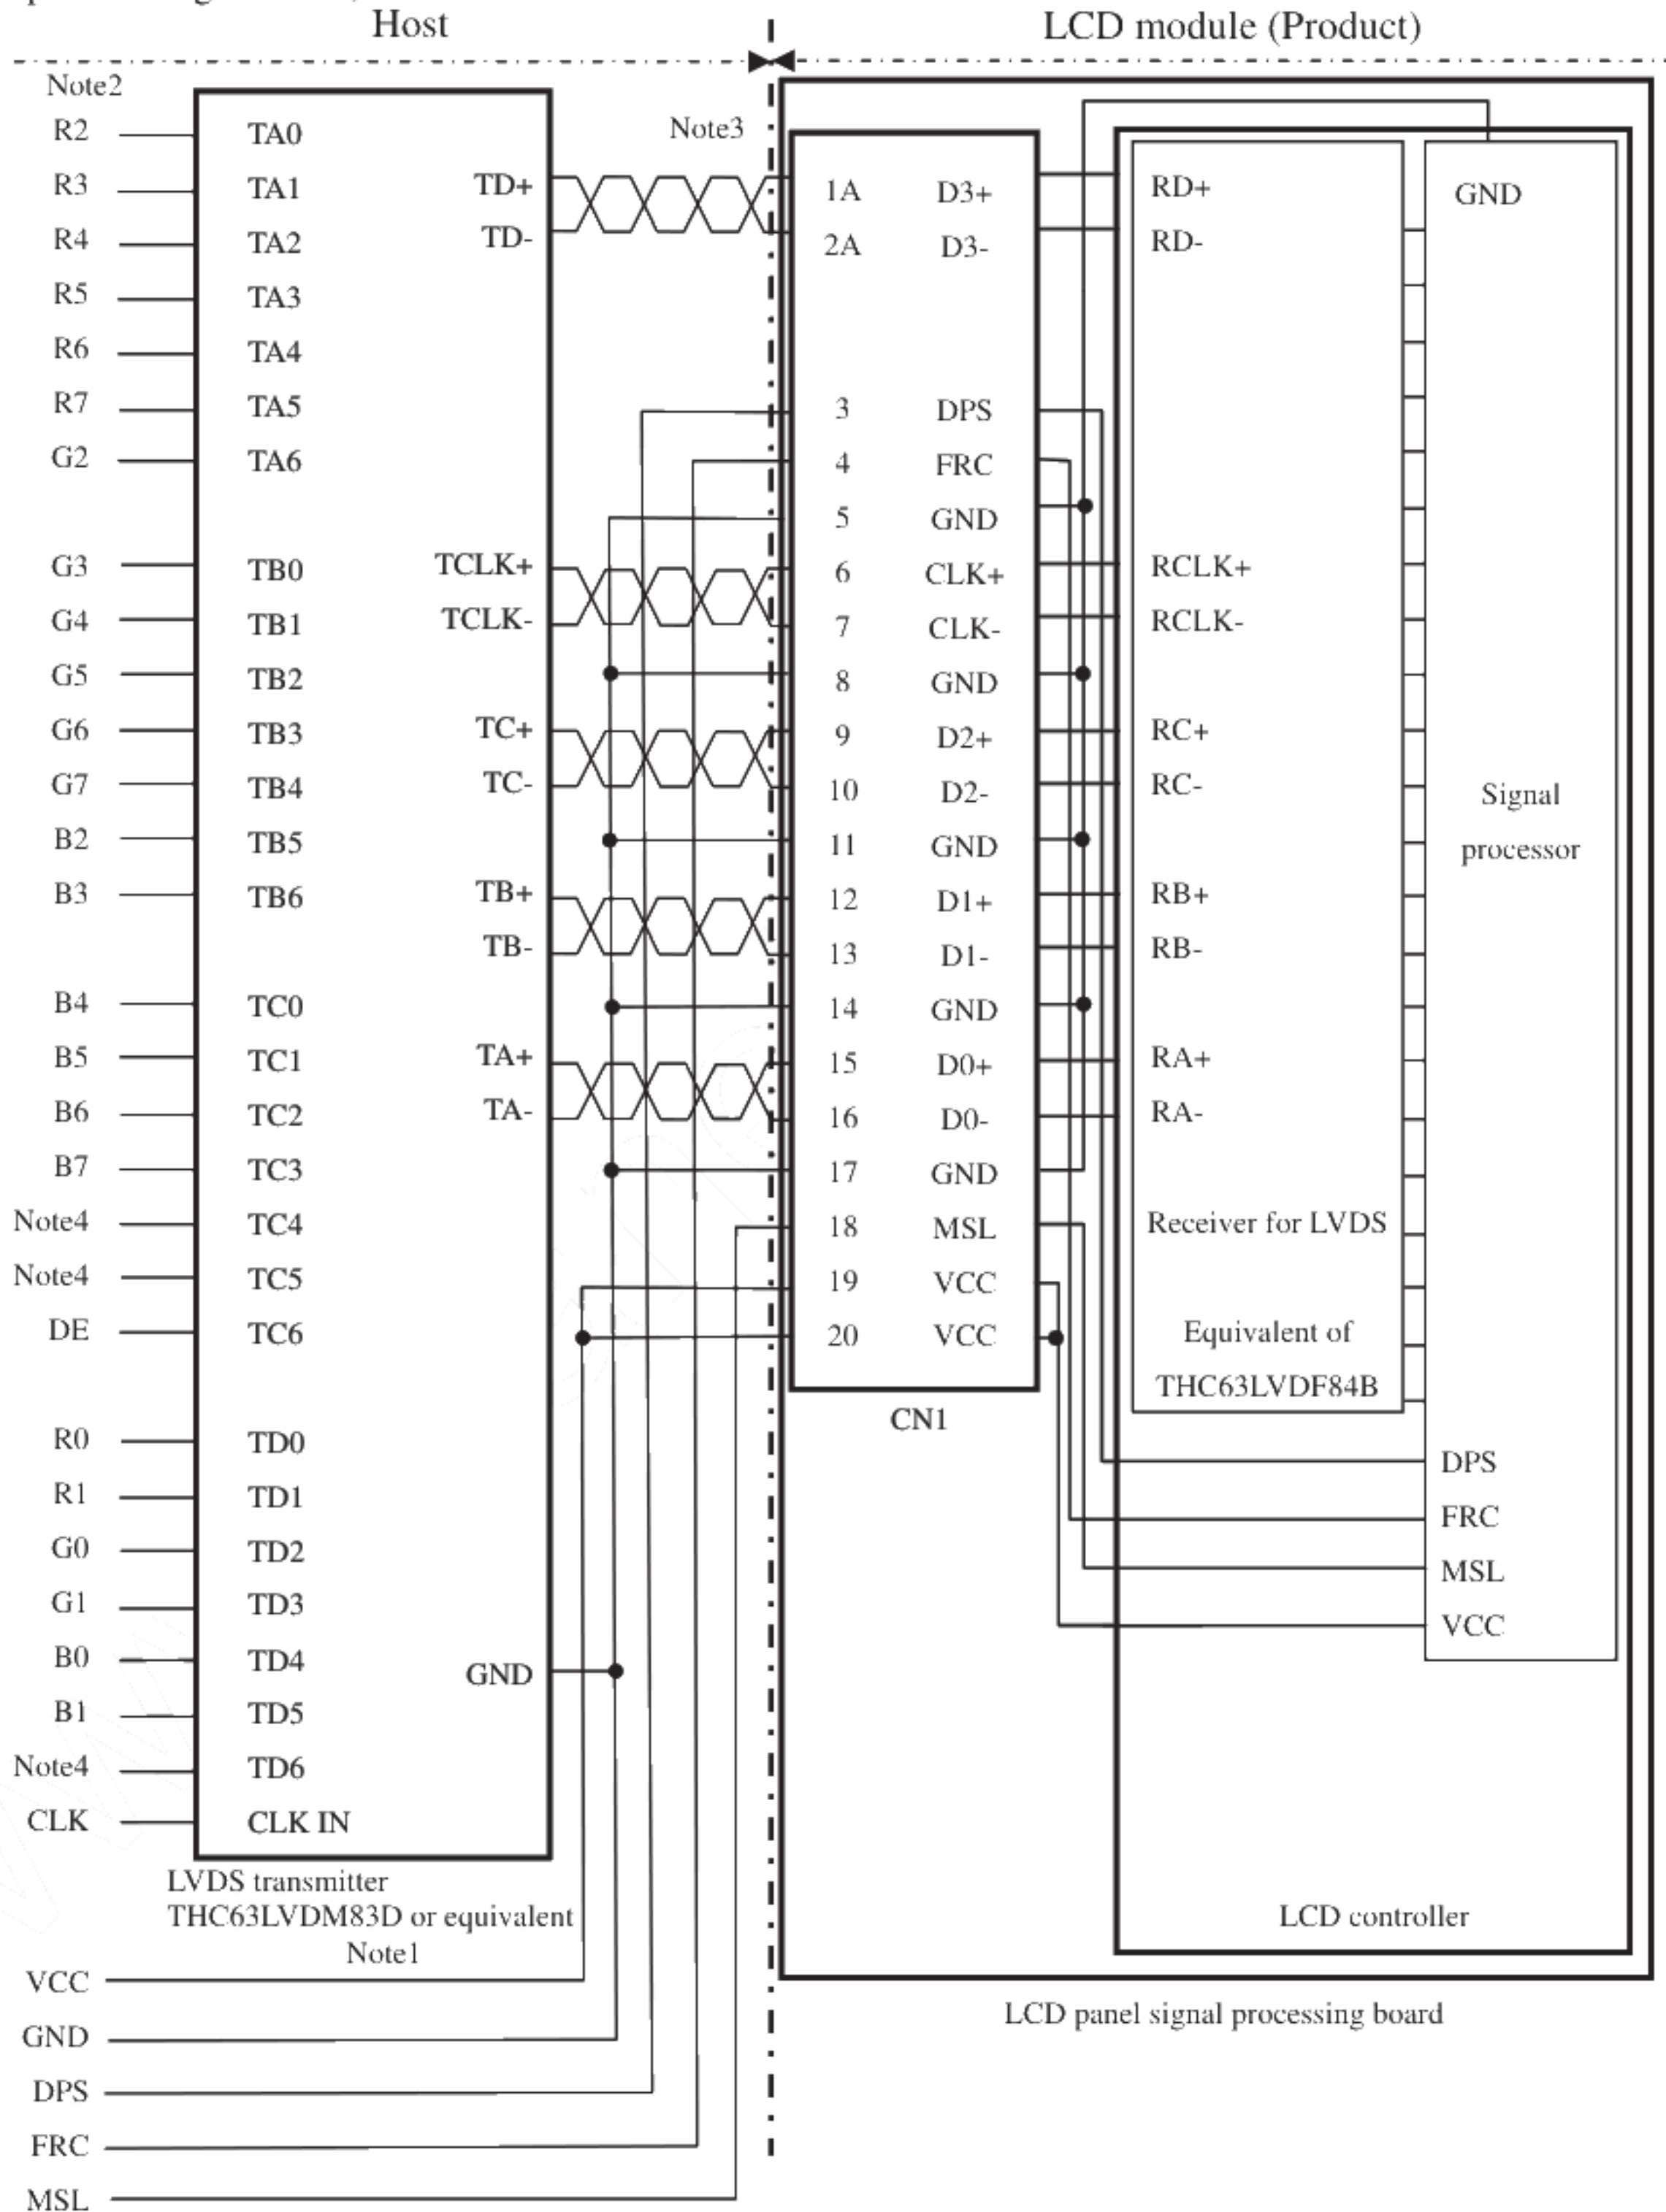 Host
LCD module (Product)
Note2
Note3
R2 TA0
R3 TA1 TD+ 1A D3+ RD+ GND
R4 TA2 TD- 2A D3- RD-
R5 TA3
R6 TA4
R7 TA5 3 DPS
G2 TA6 4 FRC
5 GND
G3 TB0 TCLK+ 6 CLK+ RCLK+
G4 TB1 TCLK- 7 CLK- RCLK-
G5 TB2 8 GND
G6 TB3 TC+ 9 D2+ RC+
G7 TB4 TC- 10 D2- RC- Signal
B2 TB5 11 GND processor
B3 TB6 TB+ 12 D1+ RB+
TB- 13 D1- RB-
B4 TC0 14 GND
B5 TC1 TA+ 15 D0+ RA+
B6 TC2 TA- 16 D0- RA-
B7 TC3 17 GND
Note4 TC4 18 MSL Receiver for LVDS
Note4 TC5 19 VCC
DE TC6 20 VCC Equivalent of
THC63LVDF84B
CN1
R0 TD0 DPS
R1 TD1 FRC
G0 TD2 MSL
G1 TD3 VCC
B0 TD4 GND
B1 TD5
Note4 TD6
CLK CLK IN
LVDS transmitter
THC63LVDM83D or equivalent LCD controller
Note1
VCC
LCD panel signal processing board
GND
DPS
FRC
MSL